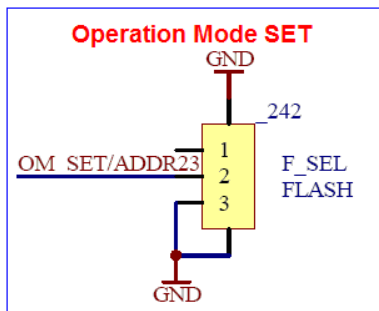 Operation Mode SET
GND
_242
1
OM_SET/ADDR23 2 F_SEL
FLASH
3
GND